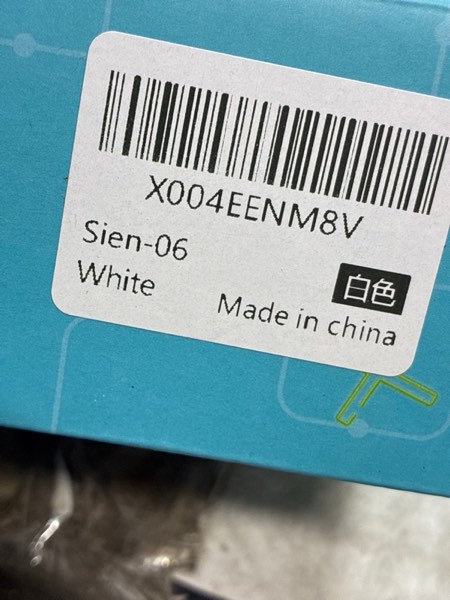 X004EENM8V
Sien-06
White
白色
Made in china